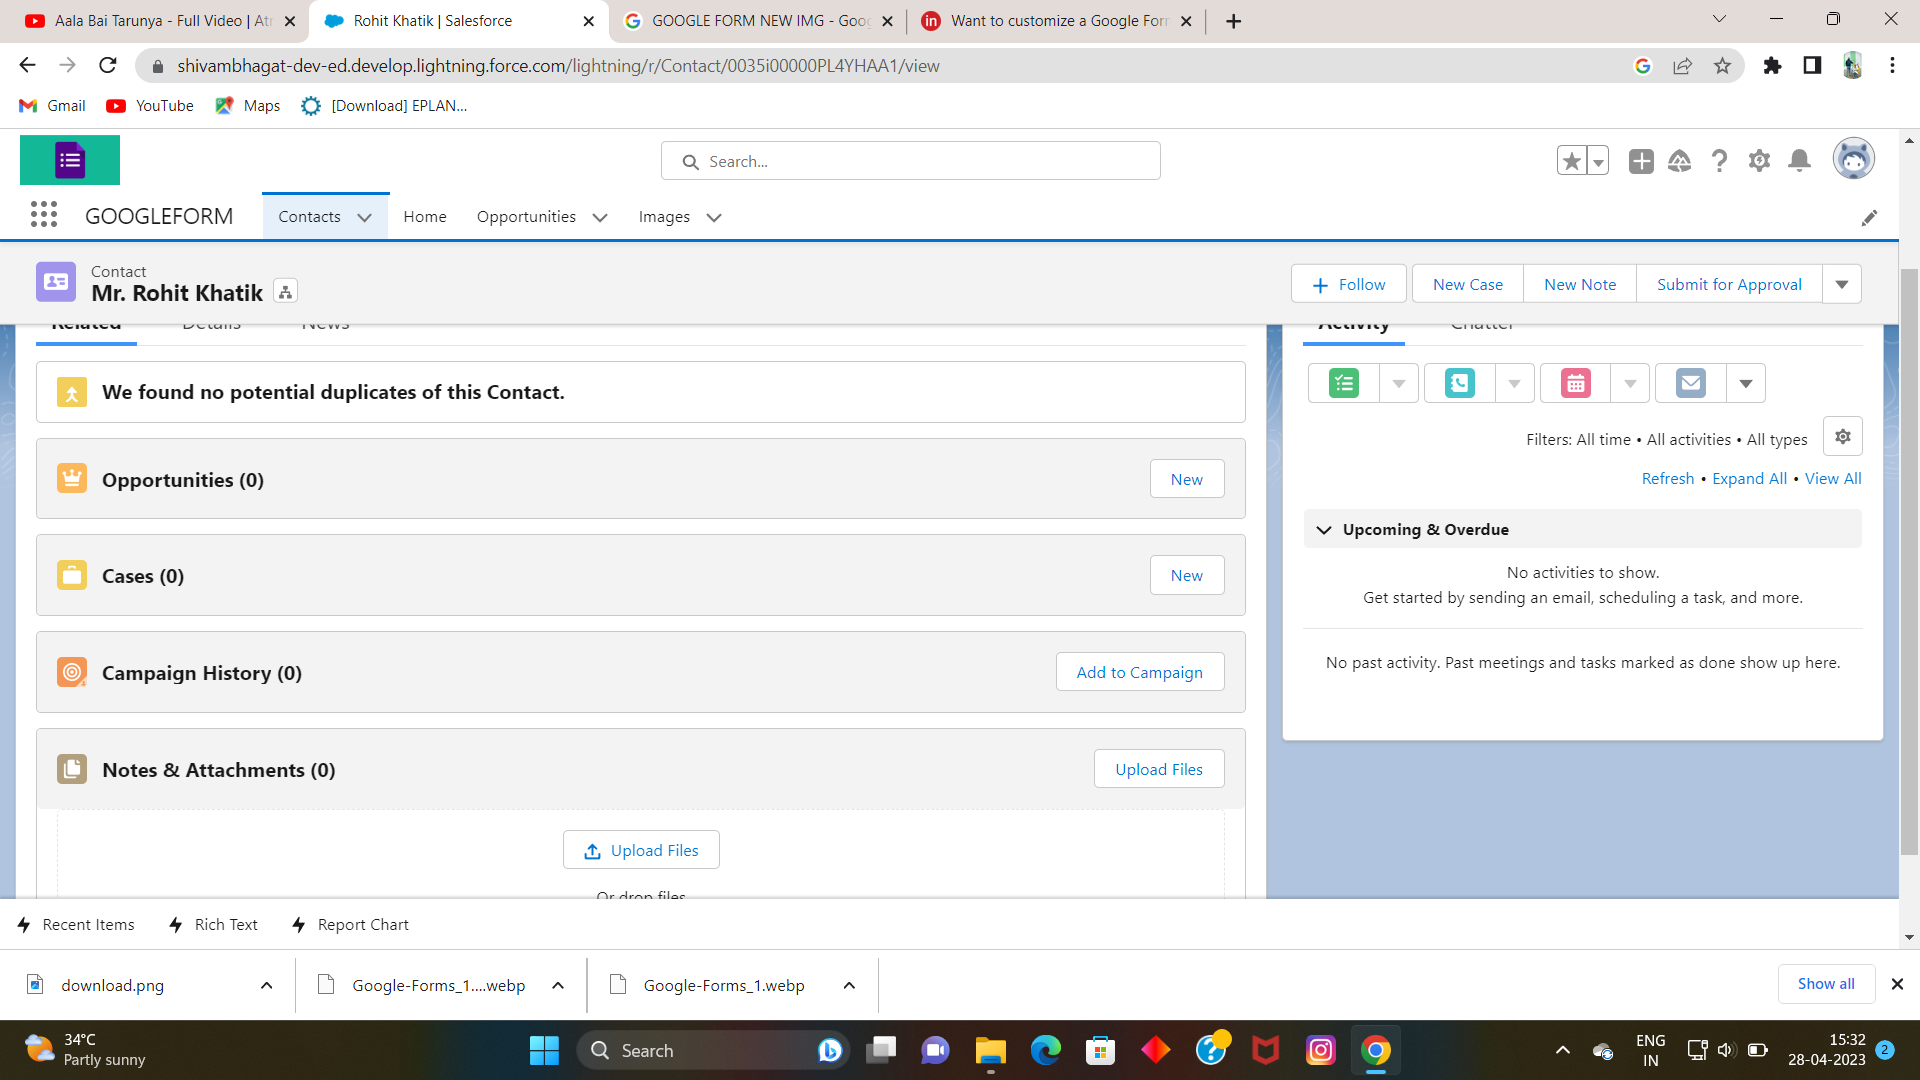 Aala Bai Tarunya - Full Video | At
Rohit Khatik | Salesforce
GOOGLE FORM NEW IMG - Goo
Want to customize a Google For
shivambhagat-dev-ed.develop.lightning.force.com/lightning/r/Contact/0035i00000PL4YHAA1/view
Gmail
YouTube
Maps
[Download] EPLAN...
Search...
GOOGLEFORM
Contacts
Home
Opportunities
Images
Contact
Mr. Rohit Khatik
Follow
New Case
New Note
Submit for Approval
Related
Details
News
Activity
Chatter
We found no potential duplicates of this Contact.
Opportunities (0)
New
Cases (0)
New
Campaign History (0)
Add to Campaign
Notes & Attachments (0)
Upload Files
Upload Files
Or drop files
Filters: All time • All activities • All types
Refresh • Expand All • View All
Upcoming & Overdue
No activities to show.
Get started by sending an email, scheduling a task, and more.
No past activity. Past meetings and tasks marked as done show up here.
Recent Items
Rich Text
Report Chart
download.png
Google-Forms_1....webp
Google-Forms_1.webp
Show all
34°C
Partly sunny
Search
ENG
IN
15:32
28-04-2023
2